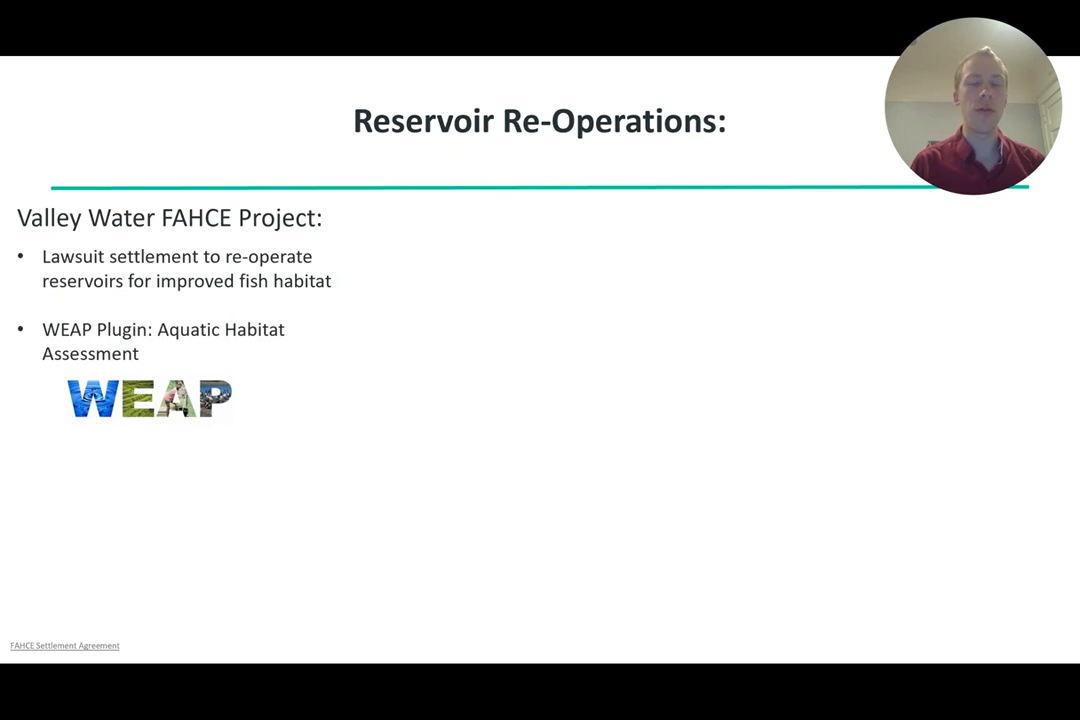 Reservoir Re-Operations:
Valley Water FAHCE Project:
• Lawsuit settlement to re-operate
reservoirs for improved fish habitat
• WEAP Plugin: Aquatic Habitat
Assessment
WEAP
FAHCE Settlement Agreement